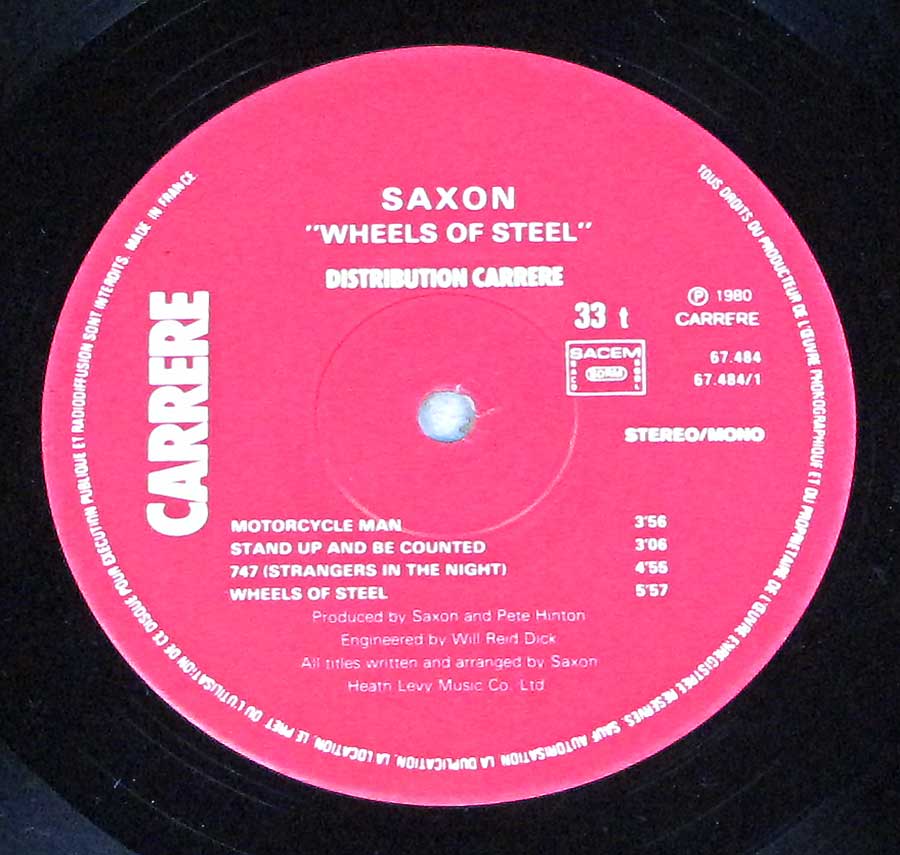 SAXON
"WHEELS OF STEEL"
DISTRIBUTION CARRERE
CARRERE
33 t
℗ 1980
CARRERE
SACEM
SACD
SDRM
SGDL
67.484
67.484/1
STEREO/MONO
MOTORCYCLE MAN 3'56
STAND UP AND BE COUNTED 3'06
747 (STRANGERS IN THE NIGHT) 4'55
WHEELS OF STEEL 5'57
Produced by Saxon and Pete Hinton
Engineered by Will Reid Dick
All titles written and arranged by Saxon
Heath Levy Music Co. Ltd
TOUS DROITS DU PRODUCTEUR DE L'ŒUVRE PHONOGRAPHIQUE ET DU PROPRIETAIRE DE L'ŒUVRE ENREGISTREE RESERVES. SAUF AUTORISATION LA DUPLICATION, LA LOCATION, LE PRET OU L'UTILISATION DE CE DISQUE POUR EXECUTION PUBLIQUE ET RADIODIFFUSION SONT INTERDITS. MADE IN FRANCE